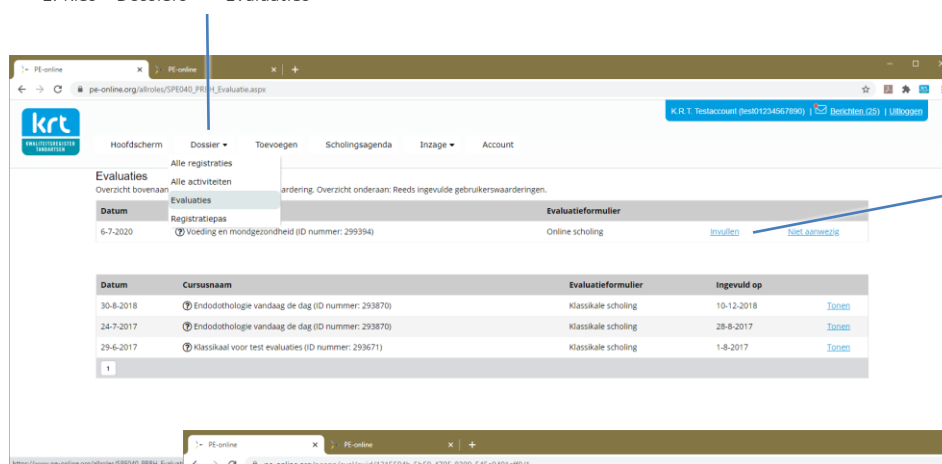 PE-online PE-online
pe-online.org/allroles/SPE040_PRRH_Evaluatie.aspx
K.R.T. Testaccount (test01234567890) | Berichten (25) | Uitloggen
krt
KWALITEITSREGISTER
TANDARTSEN
Hoofdscherm Dossier Toevoegen Scholingsagenda Inzage Account
Alle registraties
Alle activiteiten
Evaluaties
Registratiepas
Evaluaties
Overzicht bovenaan ardering. Overzicht onderaan: Reeds ingevulde gebruikerswaarderingen.
Datum Evaluatieformulier
6-7-2020 Voeding en mondgezondheid (ID nummer: 299394) Online scholing Invullen Niet aanwezig
Datum Cursusnaam Evaluatieformulier Ingevuld op
30-8-2018 Endodothologie vandaag de dag (ID nummer: 293870) Klassikale scholing 10-12-2018 Tonen
24-7-2017 Endodothologie vandaag de dag (ID nummer: 293870) Klassikale scholing 28-8-2017 Tonen
29-6-2017 Klassikaal voor test evaluaties (ID nummer: 293671) Klassikale scholing 1-8-2017 Tonen
1
PE-online PE-online